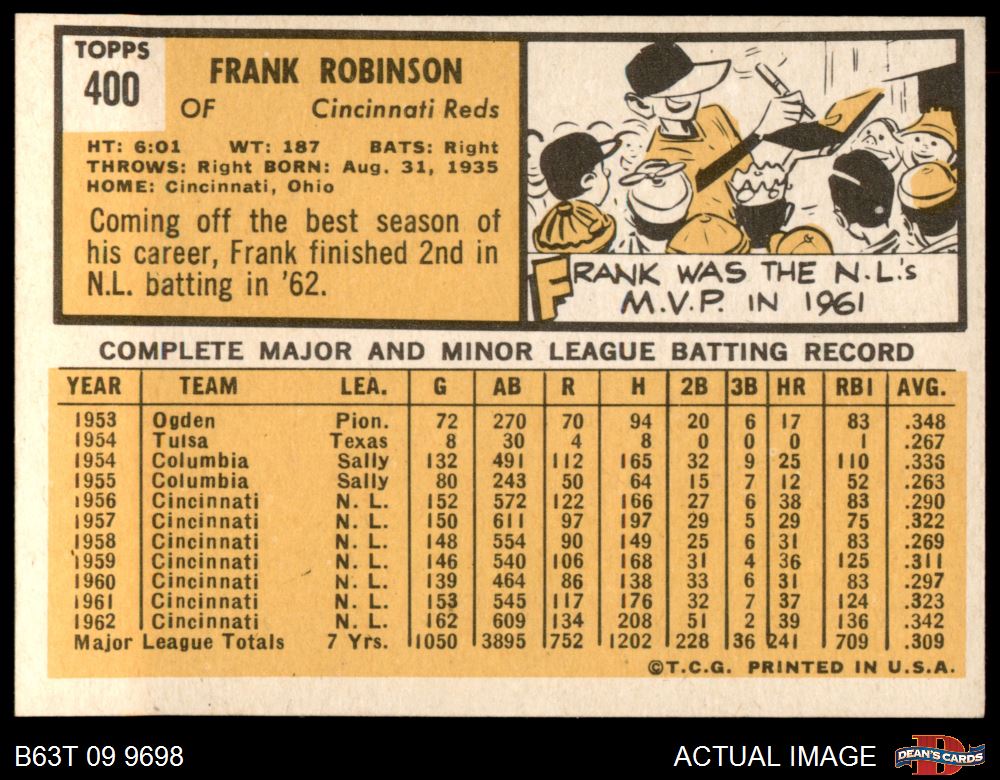 TOPPS
400
FRANK ROBINSON
OF Cincinnati Reds
HT: 6:01 WT: 187 BATS: Right
THROWS: Right BORN: Aug. 31, 1935
HOME: Cincinnati, Ohio
Coming off the best season of
his career, Frank finished 2nd in
N.L. batting in '62.
FRANK WAS THE N.L.'s
M.V.P. IN 1961
COMPLETE MAJOR AND MINOR LEAGUE BATTING RECORD
YEAR TEAM LEA. G AB R H 2B 3B HR RBI AVG.
1953 Ogden Pion. 72 270 70 94 20 6 17 83 .348
1954 Tulsa Texas 8 30 4 8 0 0 0 1 .267
1954 Columbia Sally 132 491 112 165 32 9 25 110 .336
1955 Columbia Sally 80 243 50 64 15 7 12 52 .263
1956 Cincinnati N. L. 152 572 122 166 27 6 38 83 .290
1957 Cincinnati N. L. 150 611 97 197 29 5 29 75 .322
1958 Cincinnati N. L. 148 554 90 149 25 6 31 83 .269
1959 Cincinnati N. L. 146 540 106 168 31 4 36 125 .311
1960 Cincinnati N. L. 139 464 86 138 33 6 31 83 .297
1961 Cincinnati N. L. 153 545 117 176 32 7 37 124 .323
1962 Cincinnati N. L. 162 609 134 208 51 2 39 136 .342
Major League Totals 7 Yrs. 1050 3895 752 1202 228 36 241 709 .309
©T.C.G. PRINTED IN U.S.A.
B63T 09 9698 ACTUAL IMAGE
D
DEAN'S CARDS